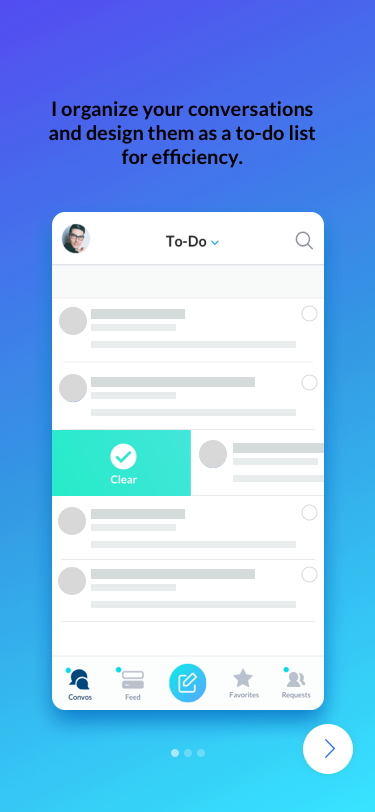 I organize your conversations
and design them as a to-do list
for efficiency.
To-Do
Clear
Convos
Feed
Favorites
Requests